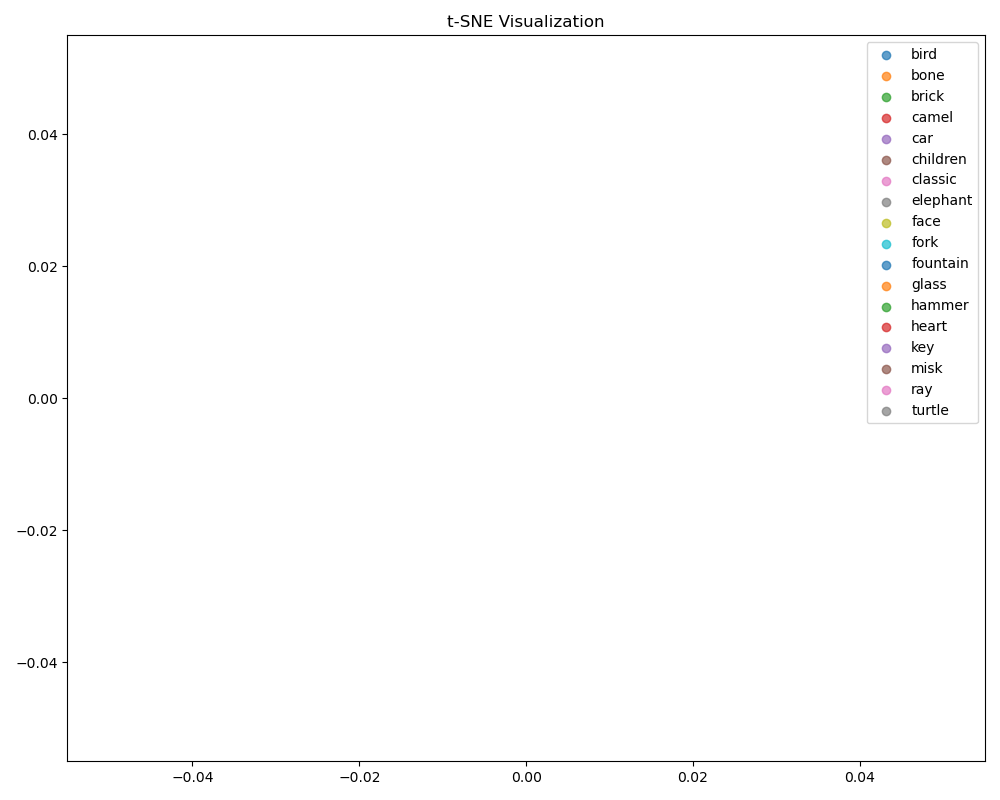 t-SNE Visualization
bird
bone
brick
camel
car
children
classic
elephant
face
fork
fountain
glass
hammer
heart
key
misk
ray
turtle
0.04
0.02
0.00
−0.02
−0.04
−0.04 −0.02 0.00 0.02 0.04